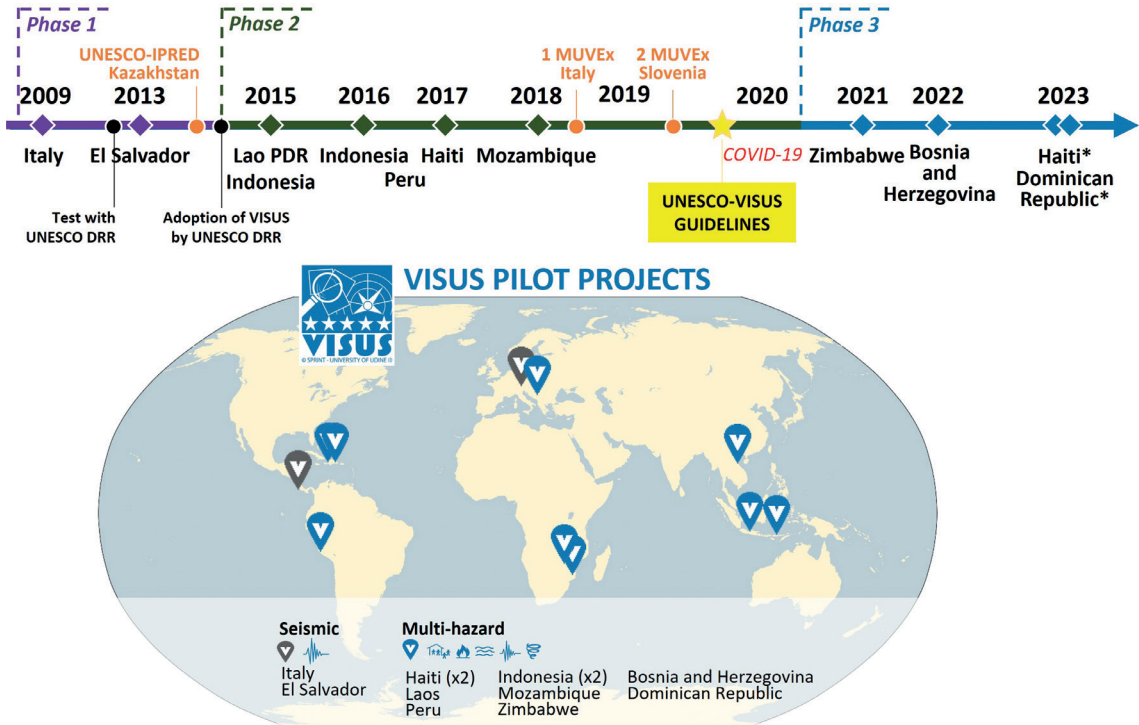 Phase 1
Phase 2
Phase 3
UNESCO-IPRED
Kazakhstan
1 MUVEx
Italy
2 MUVEx
Slovenia
2009
2013
2015
2016
2017
2018
2019
2020
2021
2022
2023
Italy
El Salvador
Lao PDR
Indonesia
Indonesia
Peru
Haiti
Mozambique
COVID-19
Zimbabwe
Bosnia
and
Herzegovina
Haiti*
Dominican
Republic*
Test with
UNESCO DRR
Adoption of VISUS
by UNESCO DRR
UNESCO-VISUS
GUIDELINES
VISUS
© SPRINT - UNIVERSITY OF UDINE ©
VISUS PILOT PROJECTS
Seismic
Italy
El Salvador
Multi-hazard
Haiti (x2)
Laos
Peru
Indonesia (x2)
Mozambique
Zimbabwe
Bosnia and Herzegovina
Dominican Republic